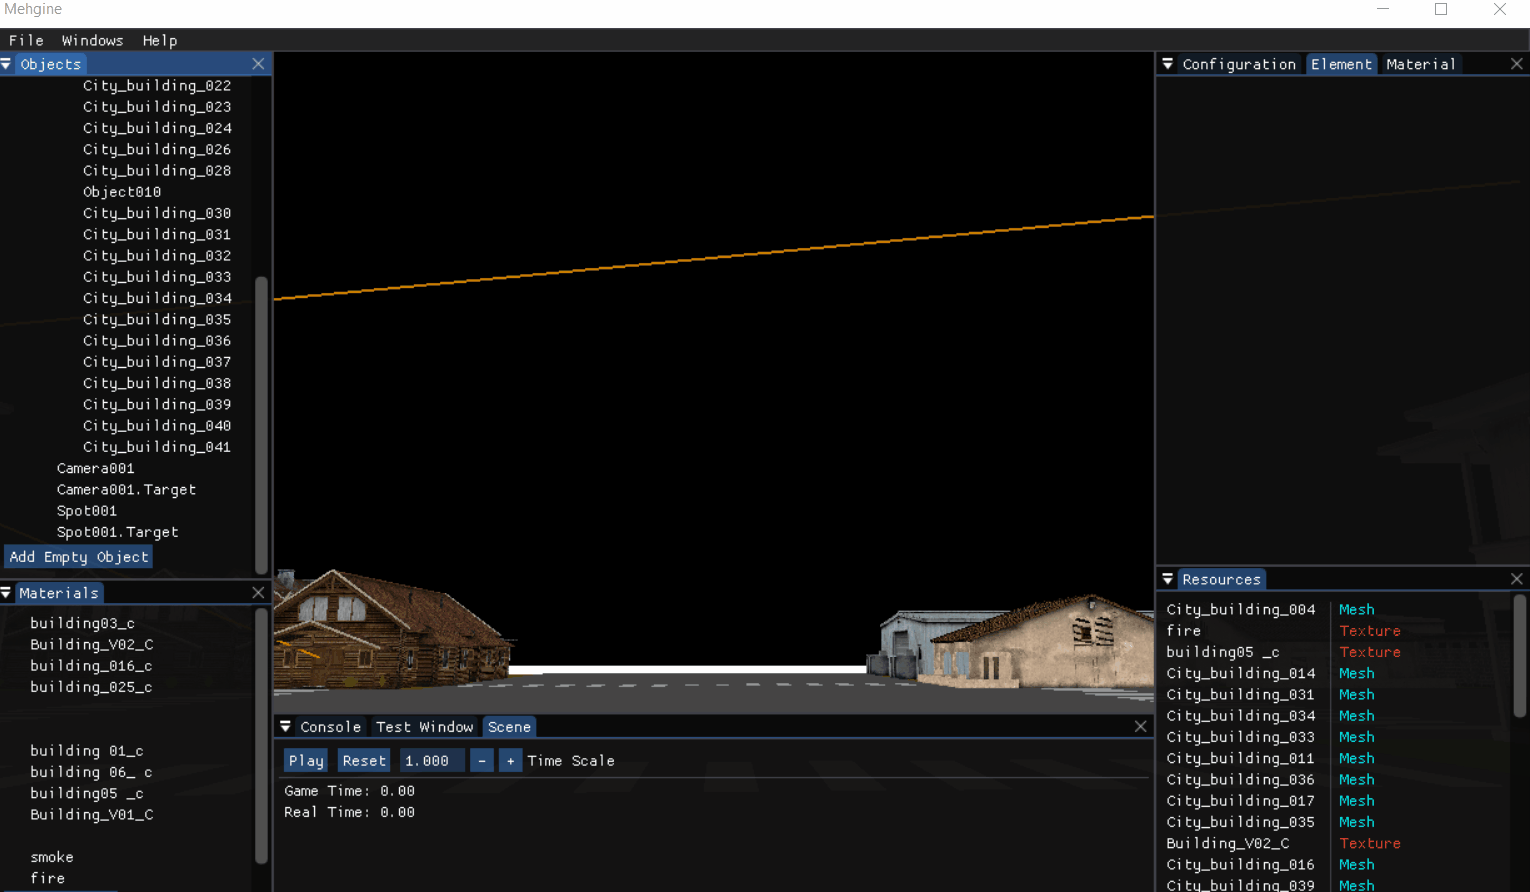 Mehgine
File Windows Help
Objects
City_building_022
City_building_023
City_building_024
City_building_026
City_building_028
Object010
City_building_030
City_building_031
City_building_032
City_building_033
City_building_034
City_building_035
City_building_036
City_building_037
City_building_038
City_building_039
City_building_040
City_building_041
Camera001
Camera001.Target
Spot001
Spot001.Target
Add Empty Object
Materials
building03_c
Building_V02_C
building_016_c
building_025_c
building 01_c
building 06_ c
building05 _c
Building_V01_C
smoke
fire
Console Test Window Scene
Play Reset 1.000 - + Time Scale
Game Time: 0.00
Real Time: 0.00
Configuration Element Material
Resources
City_building_004 Mesh
fire Texture
building05 _c Texture
City_building_014 Mesh
City_building_031 Mesh
City_building_034 Mesh
City_building_033 Mesh
City_building_011 Mesh
City_building_036 Mesh
City_building_017 Mesh
City_building_035 Mesh
Building_V02_C Texture
City_building_016 Mesh
City_building_039 Mesh